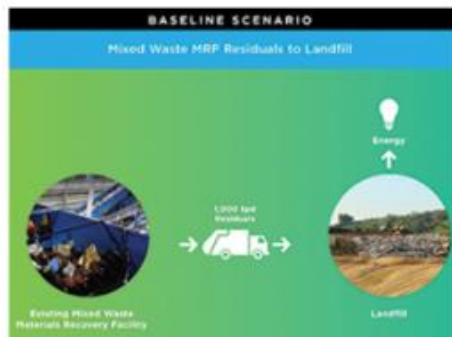 BASELINE SCENARIO
Mixed Waste MRF Residuals to Landfill
Energy
1,000 tpd
Residuals
Existing Mixed Waste
Materials Recovery Facility
Landfill